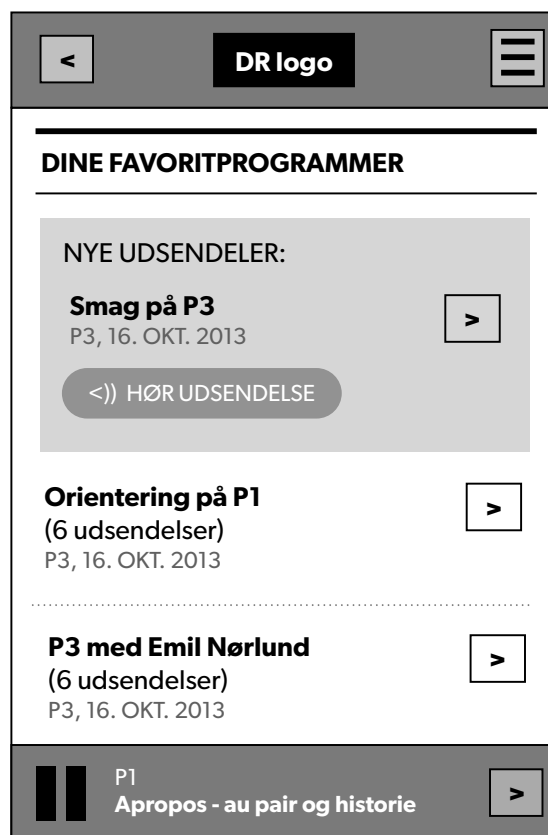 <
DR logo
DINE FAVORITPROGRAMMER
NYE UDSENDELER:
Smag på P3
P3, 16. OKT. 2013
>
<)) HØR UDSENDELSE
Orientering på P1
(6 udsendelser)
P3, 16. OKT. 2013
>
P3 med Emil Nørlund
(6 udsendelser)
P3, 16. OKT. 2013
>
P1
Apropos - au pair og historie
>